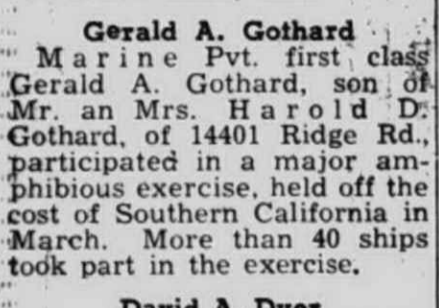 Gerald A. Gothard
Marine Pvt. first class
Gerald A. Gothard, son of
Mr. an Mrs. Harold D.
Gothard, of 14401 Ridge Rd.,
participated in a major am-
phibious exercise, held off the
cost of Southern California in
March. More than 40 ships
took part in the exercise.
David A. Dyer